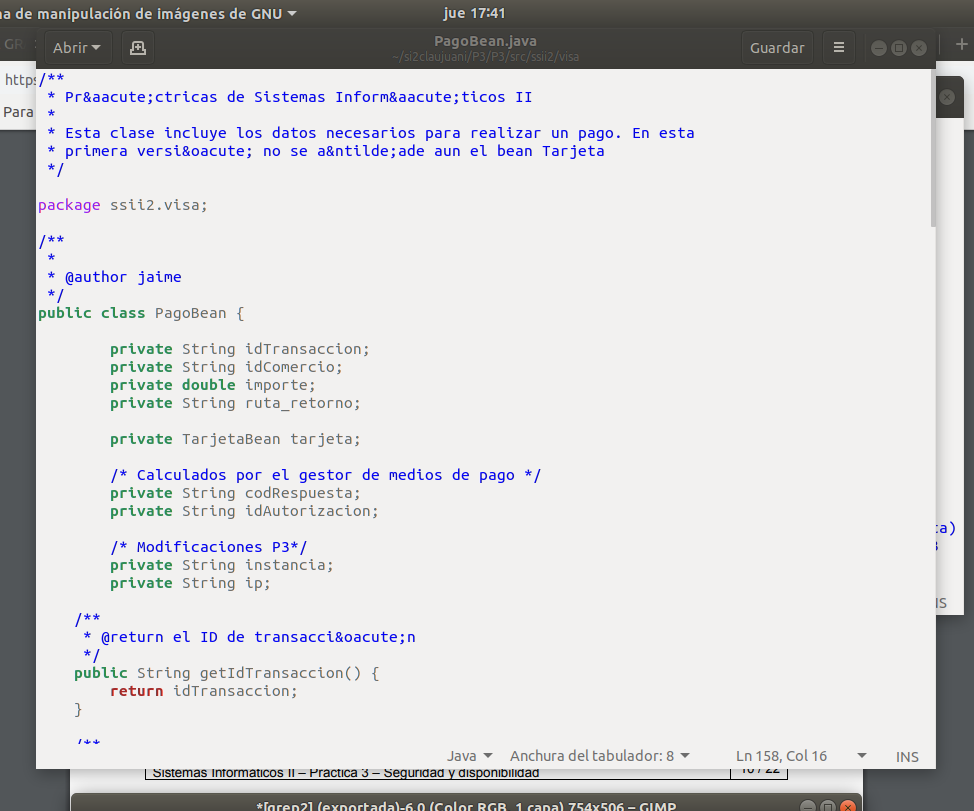 na de manipulación de imágenes de GNU
jue 17:41
GR
Abrir
PagoBean.java
~/si2claujuani/P3/P3/src/ssii2/visa
Guardar
https
Para
/**
* Pr&aacute;ctricas de Sistemas Inform&aacute;ticos II
*
* Esta clase incluye los datos necesarios para realizar un pago. En esta
* primera versi&oacute; no se a&ntilde;ade aun el bean Tarjeta
*/
package ssii2.visa;
/**
*
* @author jaime
*/
public class PagoBean {
private String idTransaccion;
private String idComercio;
private double importe;
private String ruta_retorno;
private TarjetaBean tarjeta;
/* Calculados por el gestor de medios de pago */
private String codRespuesta;
private String idAutorizacion;
/* Modificaciones P3*/
private String instancia;
private String ip;
/**
* @return el ID de transacci&oacute;n
*/
public String getIdTransaccion() {
return idTransaccion;
}
/**
ta)
NS
Java
Anchura del tabulador: 8
Ln 158, Col 16
INS
Sistemas Informáticos II – Práctica 3 – Seguridad y disponibilidad
16 / 22
*[grep2] (exportada)-6.0 (Color RGB, 1 capa) 754x506 – GIMP